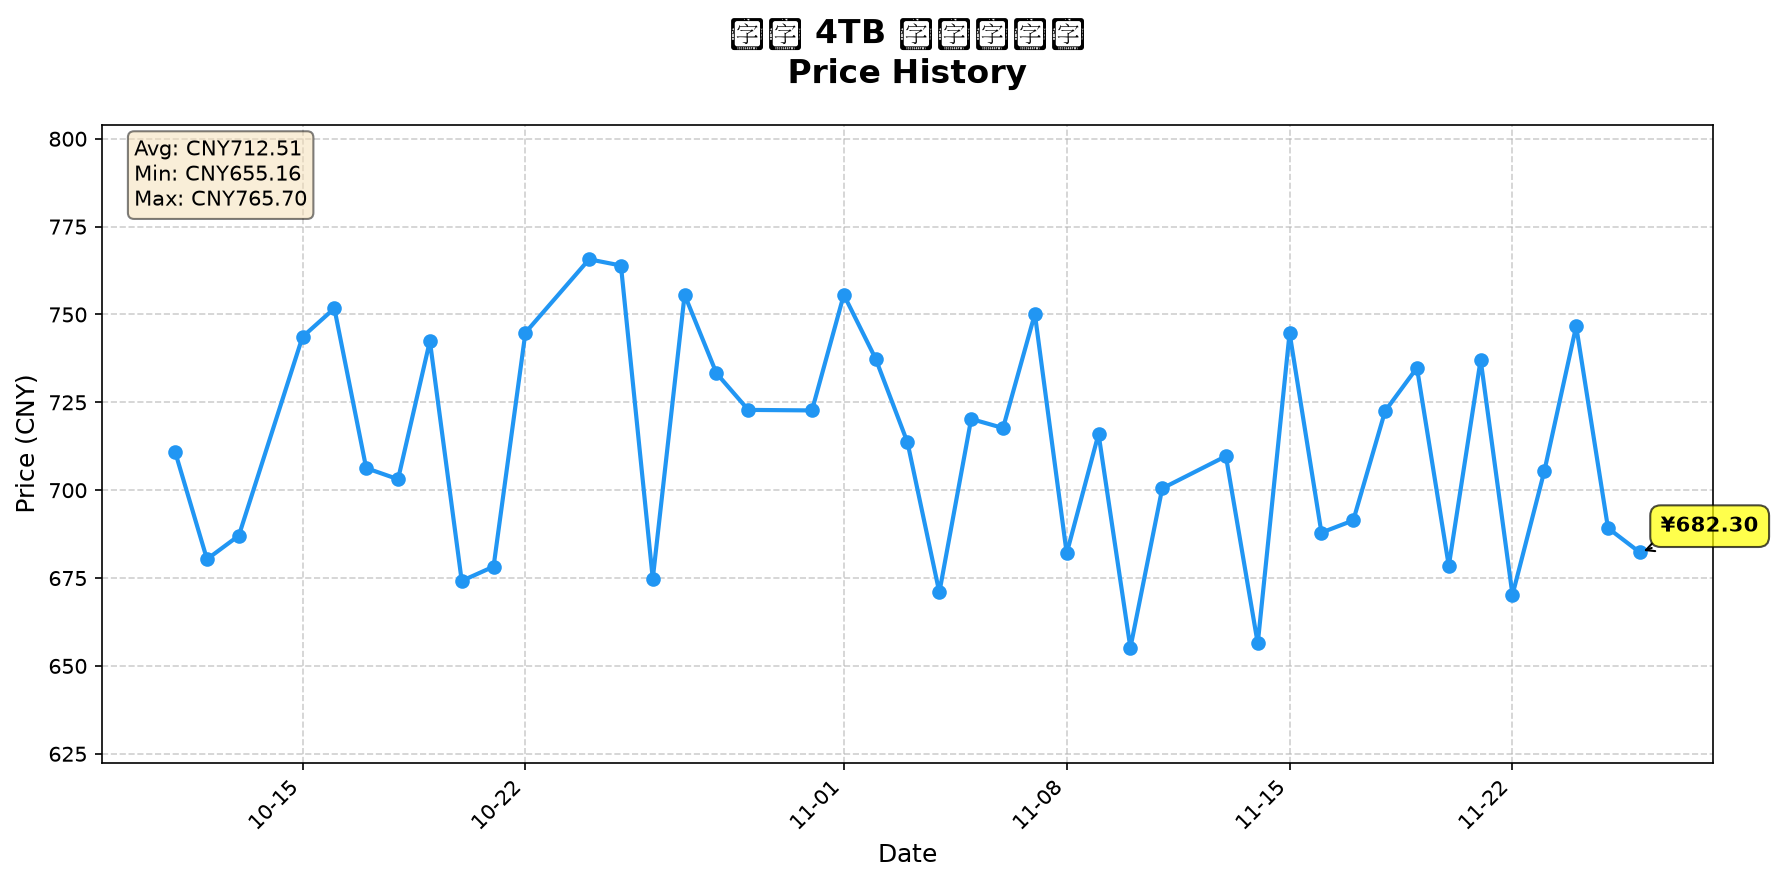 4TB
Price History
Avg: CNY712.51
Min: CNY655.16
Max: CNY765.70
800
775
750
725
700
675
650
625
Price (CNY)
¥682.30
10-15
10-22
11-01
11-08
11-15
11-22
Date